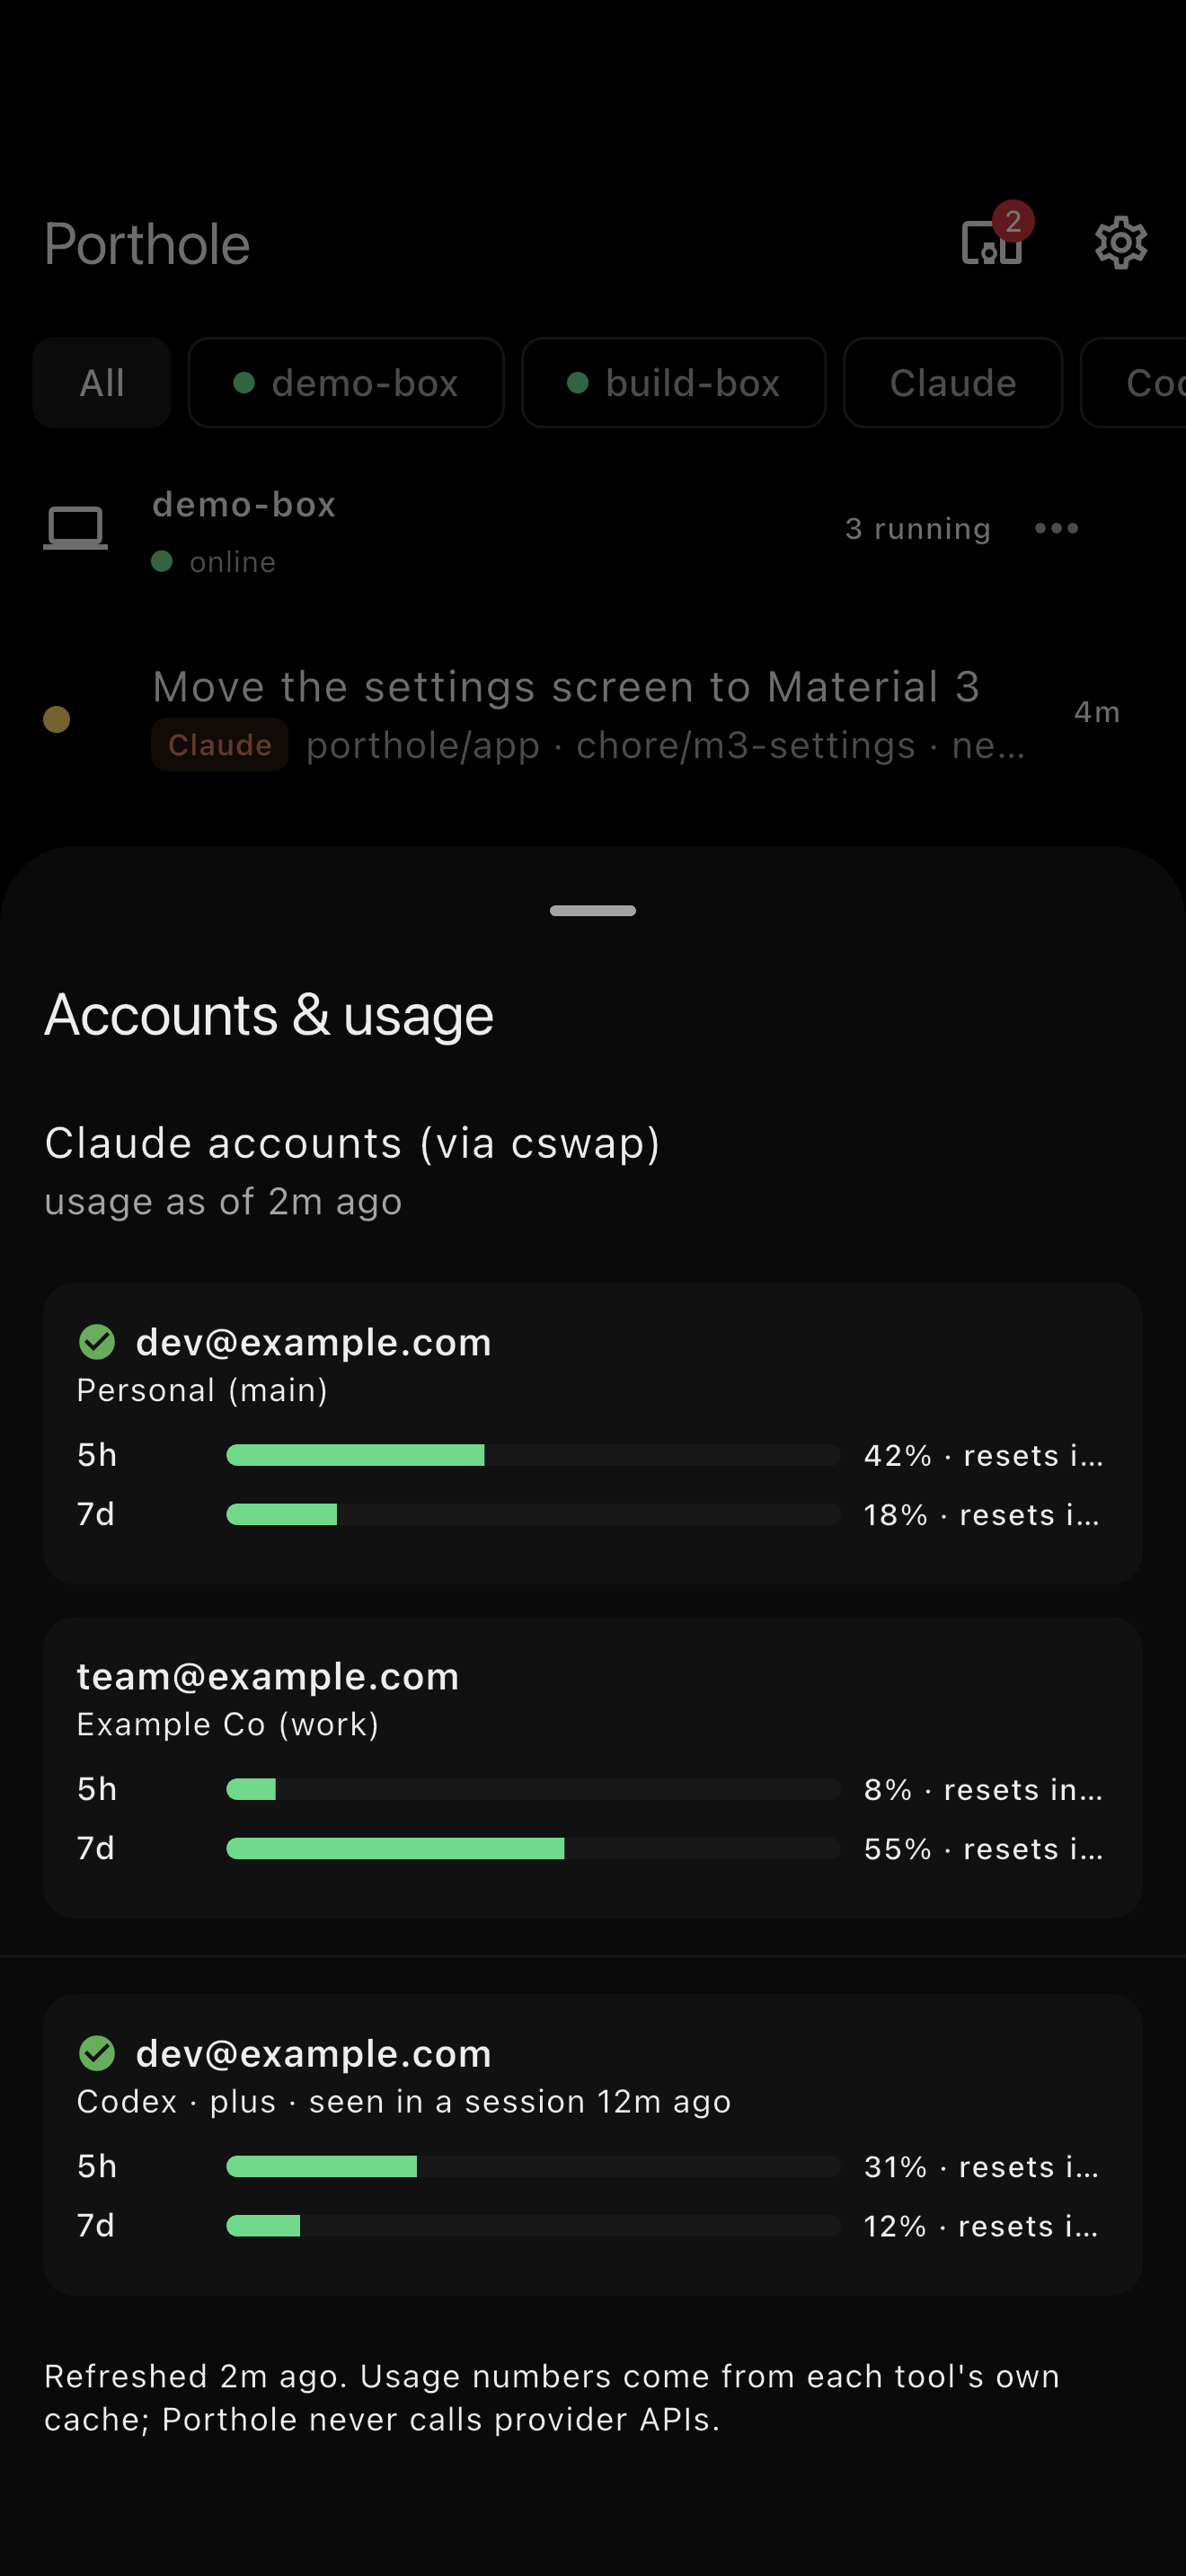 Porthole
2
All
demo-box
build-box
Claude
Coc
demo-box
3 running
online
Move the settings screen to Material 3
4m
Claude porthole/app · chore/m3-settings · ne...
Accounts & usage
Claude accounts (via cswap)
usage as of 2m ago
dev@example.com
Personal (main)
5h 42% · resets i...
7d 18% · resets i...
team@example.com
Example Co (work)
5h 8% · resets in...
7d 55% · resets i...
dev@example.com
Codex · plus · seen in a session 12m ago
5h 31% · resets i...
7d 12% · resets i...
Refreshed 2m ago. Usage numbers come from each tool's own
cache; Porthole never calls provider APIs.